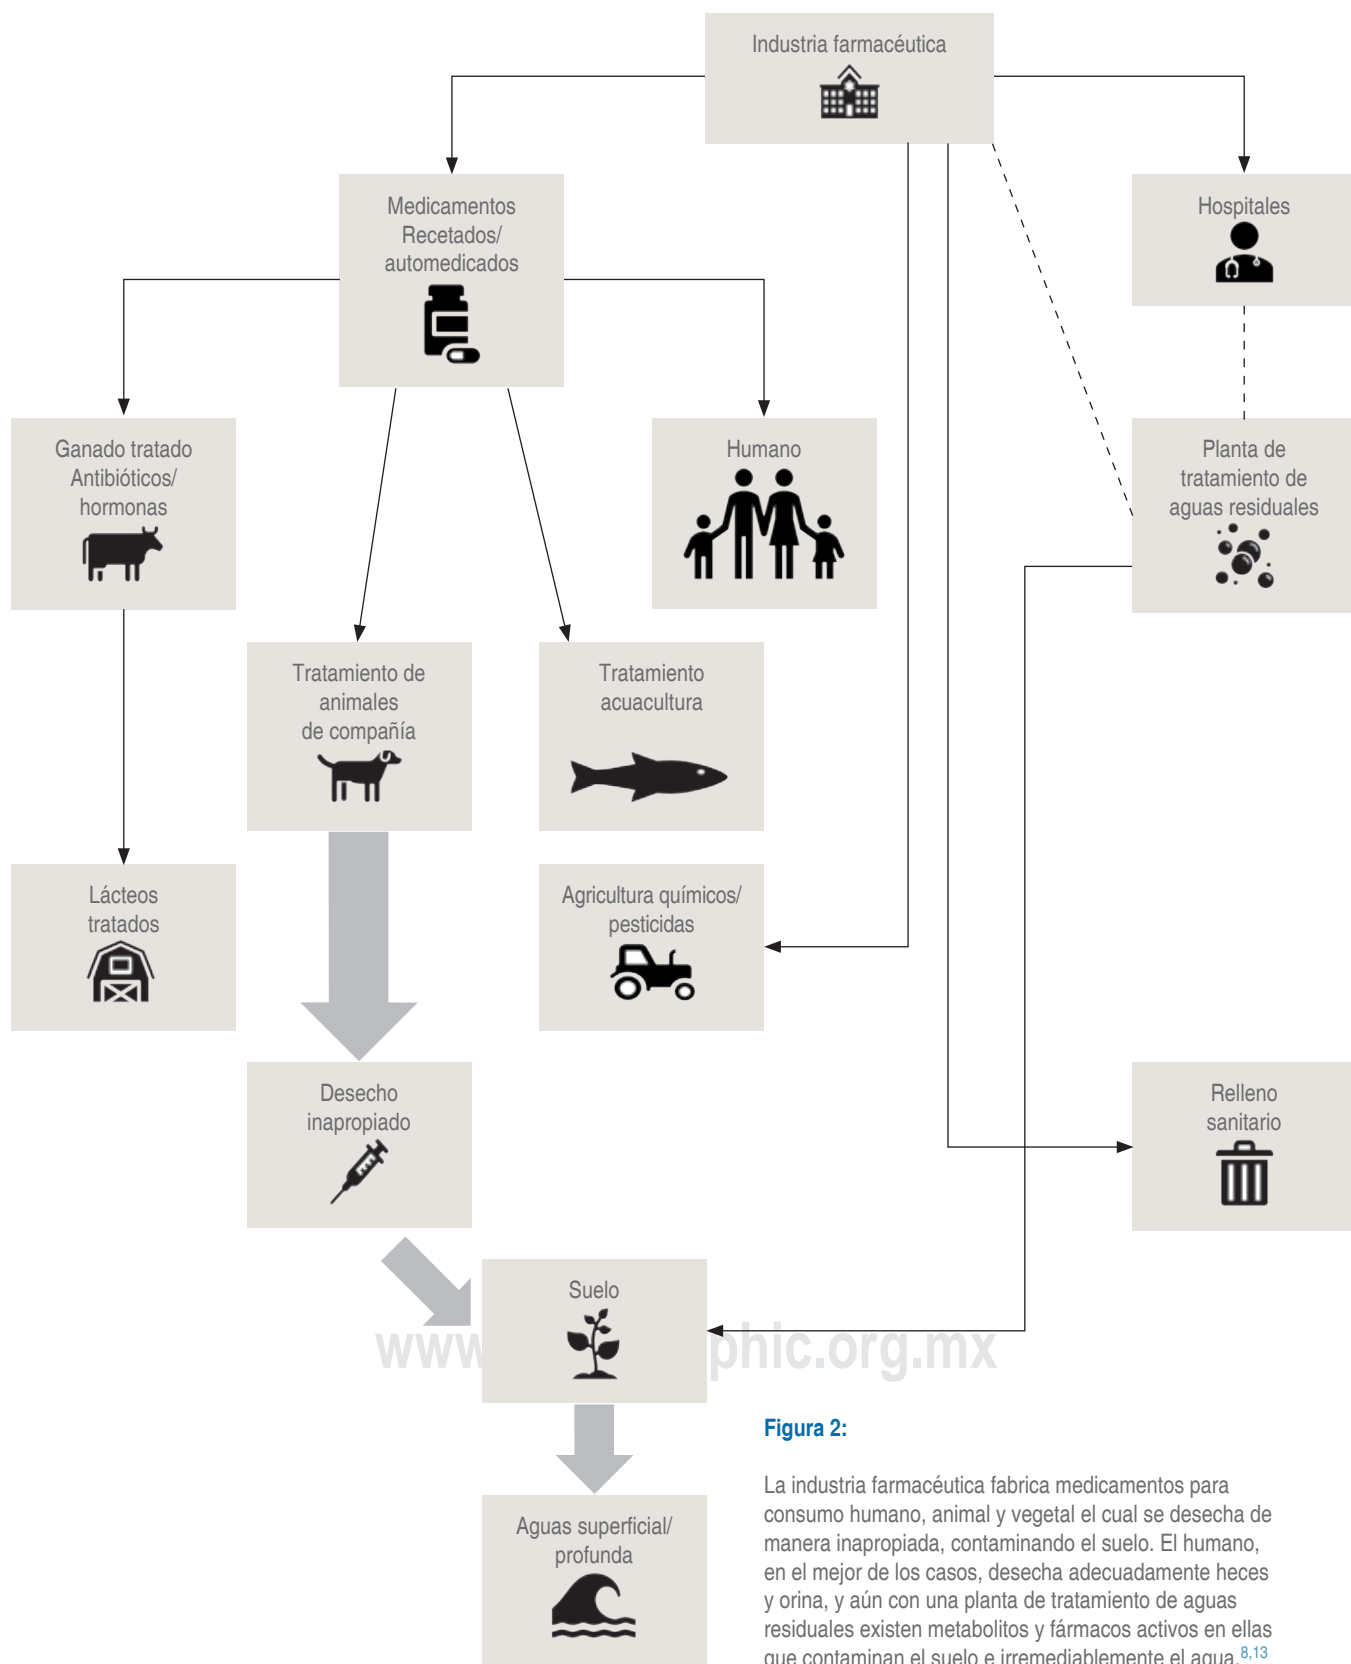 Industria farmacéutica
Medicamentos
Recetados/
automedicados
Hospitales
Ganado tratado
Antibióticos/
hormonas
Humano
Planta de
tratamiento de
aguas residuales
Tratamiento de
animales
de compañía
Tratamiento
acuacultura
Lácteos
tratados
Agricultura químicos/
pesticidas
Desecho
inapropiado
Relleno
sanitario
Suelo
www phic.org.mx
Aguas superficial/
profunda
Figura 2:
La industria farmacéutica fabrica medicamentos para
consumo humano, animal y vegetal el cual se desecha de
manera inapropiada, contaminando el suelo. El humano,
en el mejor de los casos, desecha adecuadamente heces
y orina, y aún con una planta de tratamiento de aguas
residuales existen metabolitos y fármacos activos en ellas
que contaminan el suelo e irremediablemente el agua.8,13